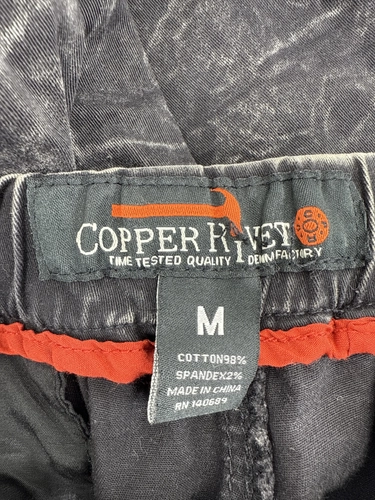 COPPER RIVET
TIME TESTED QUALITY DENIM FACTORY
M
COTTON98%
SPANDEX2%
MADE IN CHINA
RN 140689